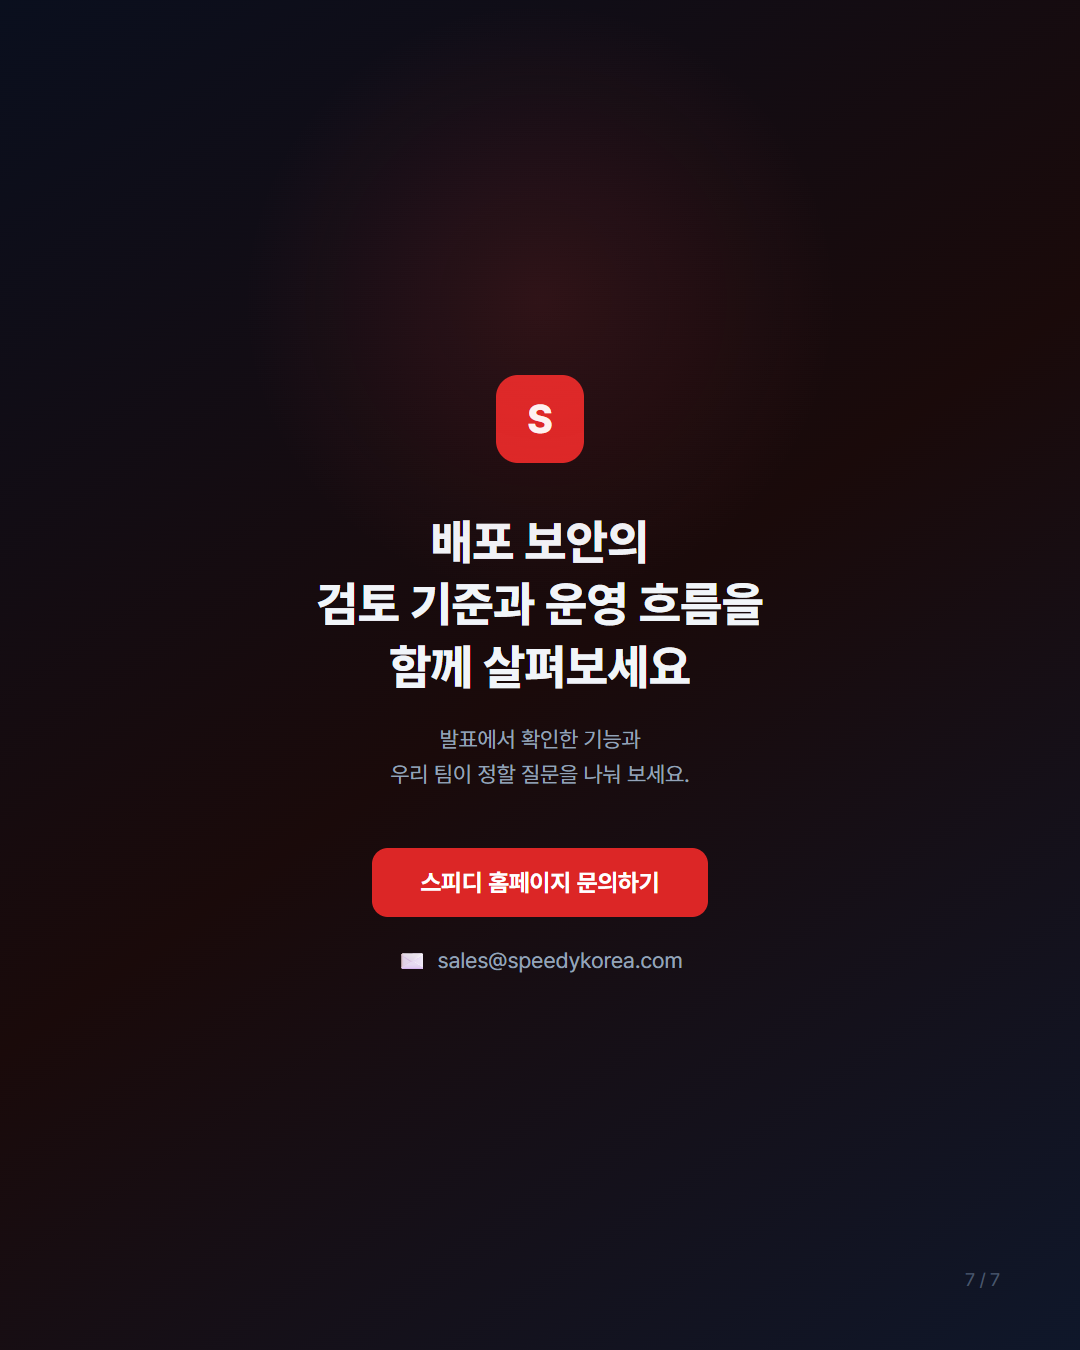 S
배포 보안의
검토 기준과 운영 흐름을
함께 살펴보세요
발표에서 확인한 기능과
우리 팀이 정할 질문을 나눠 보세요.
스피디 홈페이지 문의하기
sales@speedykorea.com
7 / 7